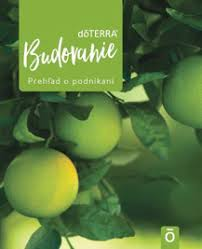 dōTERRA
Budovanie
Prehľad o podnikaní